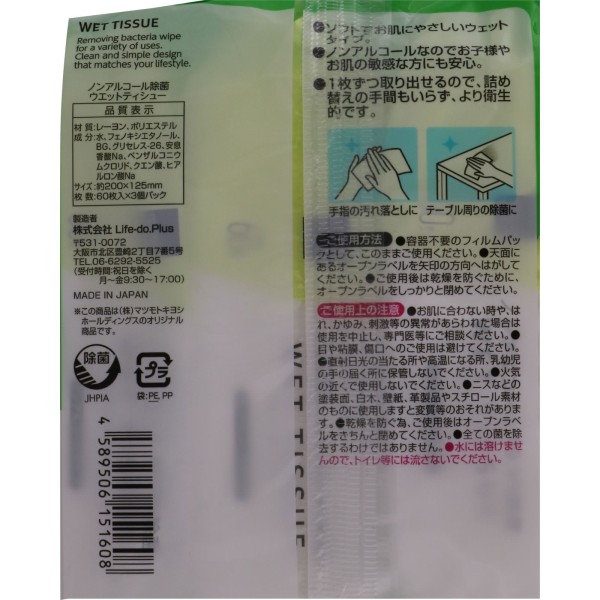 WET TISSUE
Removing bacteria wipe
for a variety of uses.
Clean and simple design
that matches your lifestyle.
ノンアルコール除菌
ウエットティシュー
品質表示
材質:レーヨン、ポリエステル
成分:水、フェノキシエタノール、
BG、グリセレス-26、安息
香酸Na、ベンザルコニウ
ムクロリド、クエン酸、ヒア
ルロン酸Na
サイズ:約200×125mm
枚数:60枚入×3個パック
製造者
株式会社 Life-do.Plus
〒531-0072
大阪市北区豊崎2丁目7番5号
TEL.06-6292-5525
(受付時間:祝日を除く
月〜金9:30〜17:00)
MADE IN JAPAN
※この商品は(株)マツモトキヨシ
ホールディングスのオリジナル
商品です。
除菌
JHPIA
プラ
袋:PE, PP
4 589506 151608
WET TISSUE
●ソフトでお肌にやさしいウェット
タイプ。
●ノンアルコールなのでお子様や
お肌の敏感な方にも安心。
●1枚ずつ取り出せるので、詰め
替えの手間もいらず、より衛生
的です。
手指の汚れ落としに
テーブル周りの除菌に
ご使用方法 ●容器不要のフィルムパッ
クとして、このままご使用ください。●天面に
あるオープンラベルを矢印の方向へはがして
ください。●ご使用後は乾燥を防ぐために、
オープンラベルをしっかりと閉めてください。
ご使用上の注意 ●お肌に合わない時や、は
れ、かゆみ、刺激等の異常があらわれた場合は
使用を中止し、専門医等にご相談ください。●
目や粘膜、傷口へのご使用は避けてください。
●直射日光の当たる所や高温になる所、乳幼児
の手の届く所に保管しないでください。●火気
の近くで使用しないでください。●ニスなどの
塗装面、白木、壁紙、革製品やスチロール素材
のものに使用しますと変質等のおそれがありま
す。●乾燥を防ぐ為、ご使用後はオープンラベ
ルをきちんと閉めてください。●全ての菌を除
去するわけではありません。●水には溶けませ
んので、トイレ等には流さないでください。